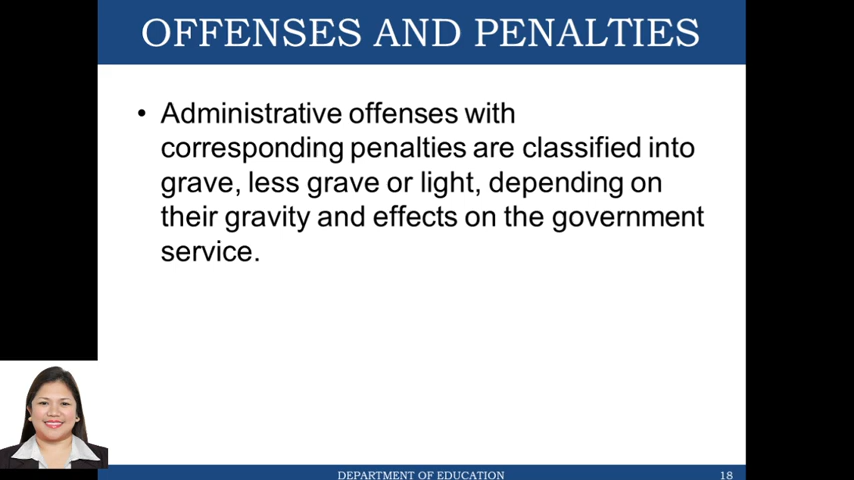 OFFENSES AND PENALTIES
• Administrative offenses with
corresponding penalties are classified into
grave, less grave or light, depending on
their gravity and effects on the government
service.
DEPARTMENT OF EDUCATION
18